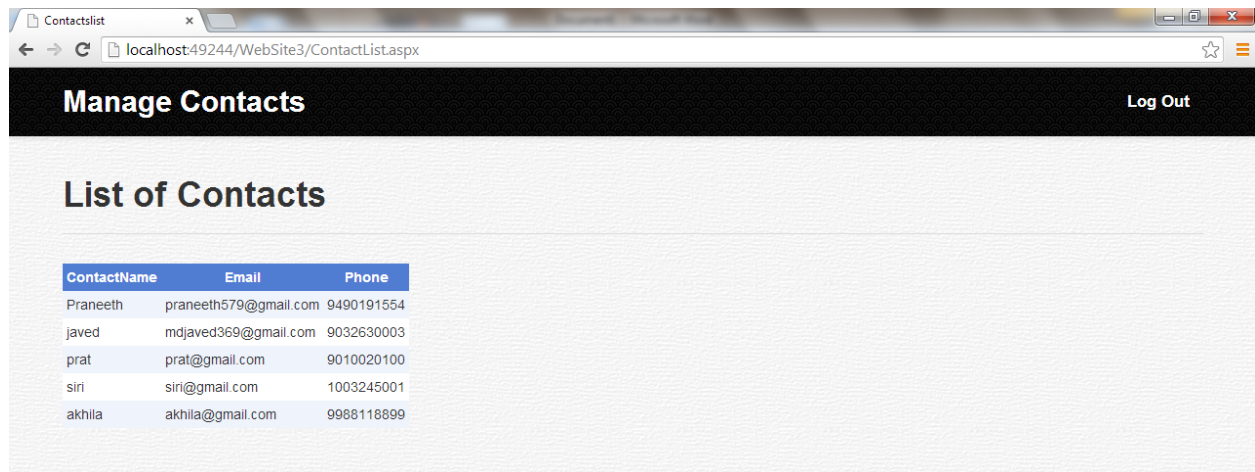 Contactslist
localhost:49244/WebSite3/ContactList.aspx
Manage Contacts
Log Out
List of Contacts
ContactName Email Phone
Praneeth praneeth579@gmail.com 9490191554
javed mdjaved369@gmail.com 9032630003
prat prat@gmail.com 9010020100
siri siri@gmail.com 1003245001
akhila akhila@gmail.com 9988118899